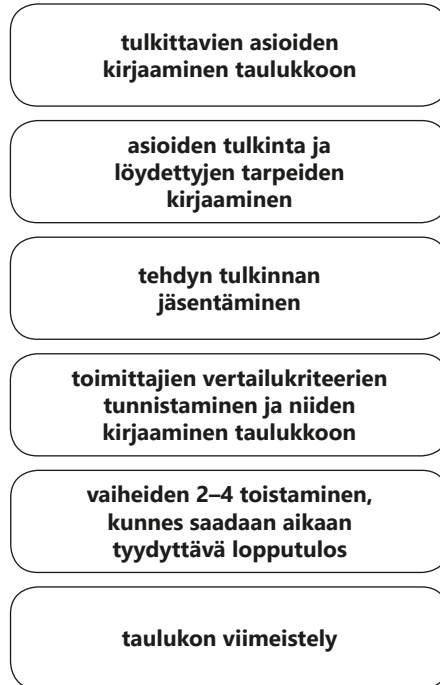 tulkittavien asioiden
kirjaaminen taulukkoon
asioiden tulkinta ja
löydettyjen tarpeiden
kirjaaminen
tehdyn tulkinnan
jäsentäminen
toimittajien vertailukriteerien
tunnistaminen ja niiden
kirjaaminen taulukkoon
vaiheiden 2–4 toistaminen,
kunnes saadaan aikaan
tyydyttävä lopputulos
taulukon viimeistely